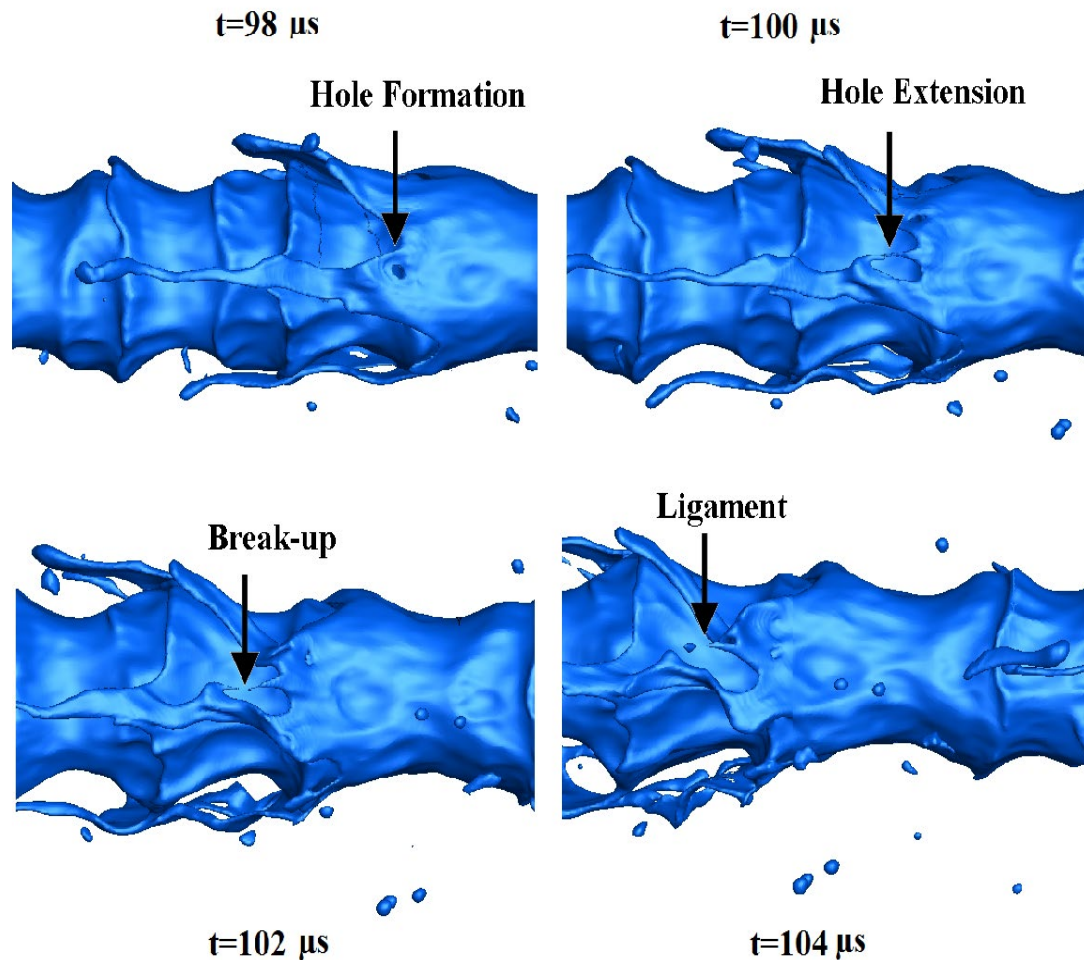 t=98 µs
t=100 µs
Hole Formation
Hole Extension
Break-up
Ligament
t=102 µs
t=104 µs